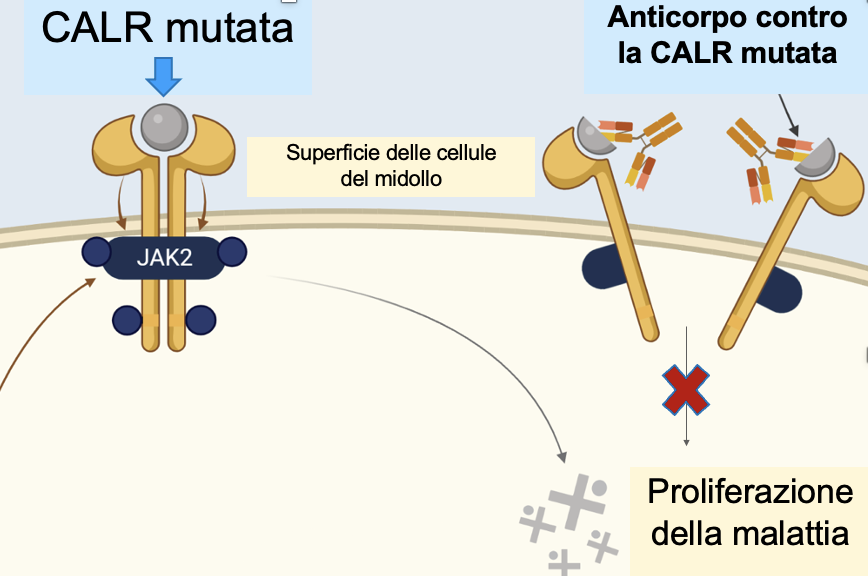 CALR mutata
Anticorpo contro
la CALR mutata
Superficie delle cellule
del midollo
JAK2
Proliferazione
della malattia